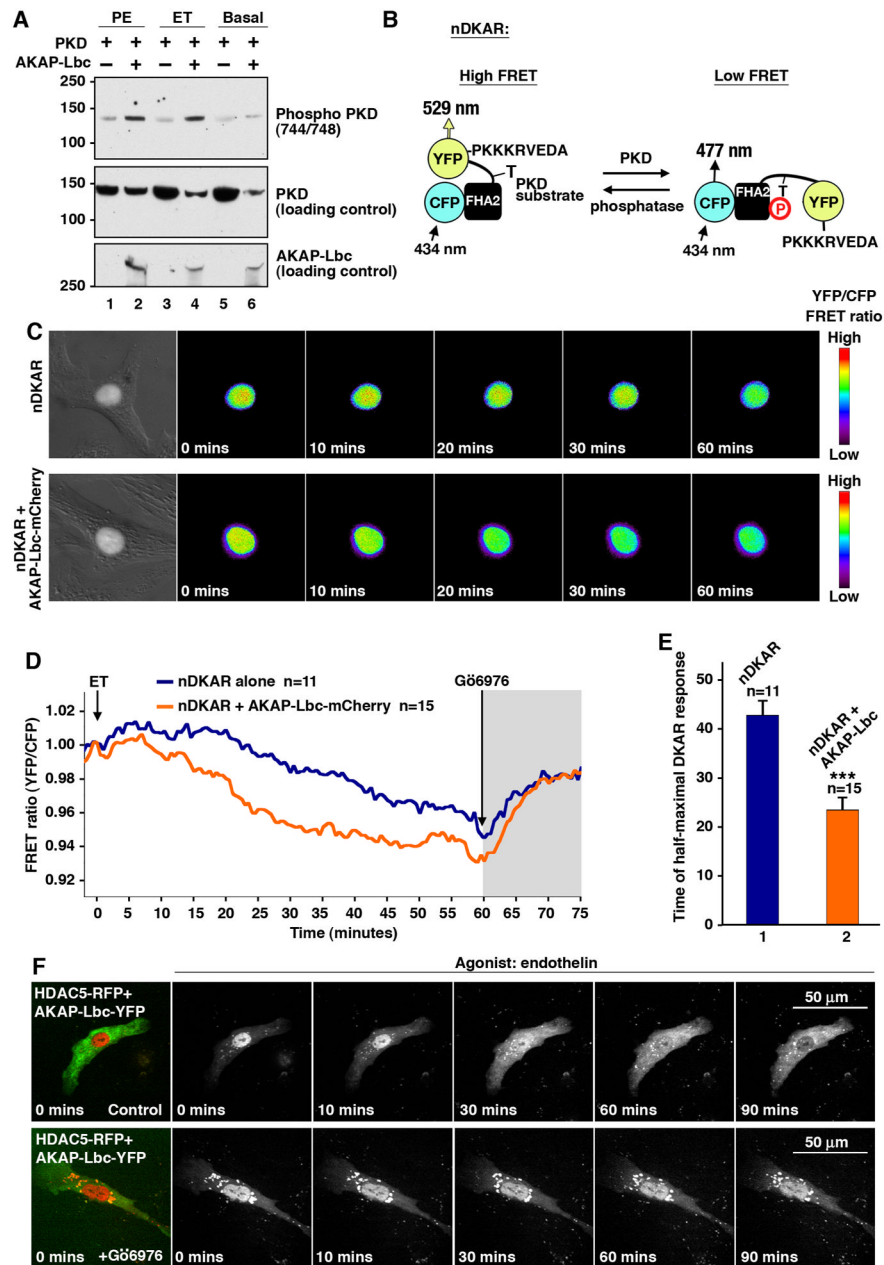 A
PE ET Basal
PKD + + + + + +
AKAP-Lbc – + – + – +
250
150
100
Phospho PKD
(744/748)
150
100
PKD
(loading control)
250
AKAP-Lbc
(loading control)
1 2 3 4 5 6
B
nDKAR:
High FRET
Low FRET
529 nm
YFP
PKKKRVEDA
T
PKD
substrate
CFP
FHA2
434 nm
PKD
phosphatase
477 nm
CFP
FHA2
T
P
YFP
PKKKRVEDA
434 nm
C
YFP/CFP
FRET ratio
nDKAR
0 mins
10 mins
20 mins
30 mins
60 mins
High
Low
nDKAR +
AKAP-Lbc-mCherry
0 mins
10 mins
20 mins
30 mins
60 mins
High
Low
D
ET
nDKAR alone n=11
nDKAR + AKAP-Lbc-mCherry n=15
Gö6976
FRET ratio (YFP/CFP)
1.02
1.00
0.98
0.96
0.94
0.92
0 5 10 15 20 25 30 35 40 45 50 55 60 65 70 75
Time (minutes)
E
Time of half-maximal DKAR response
50
40
30
20
10
0
nDKAR
n=11
nDKAR +
AKAP-Lbc
***
n=15
1 2
F
Agonist: endothelin
HDAC5-RFP+
AKAP-Lbc-YFP
0 mins Control
0 mins
10 mins
30 mins
60 mins
50 µm
90 mins
HDAC5-RFP+
AKAP-Lbc-YFP
0 mins +Gö6976
0 mins
10 mins
30 mins
60 mins
50 µm
90 mins